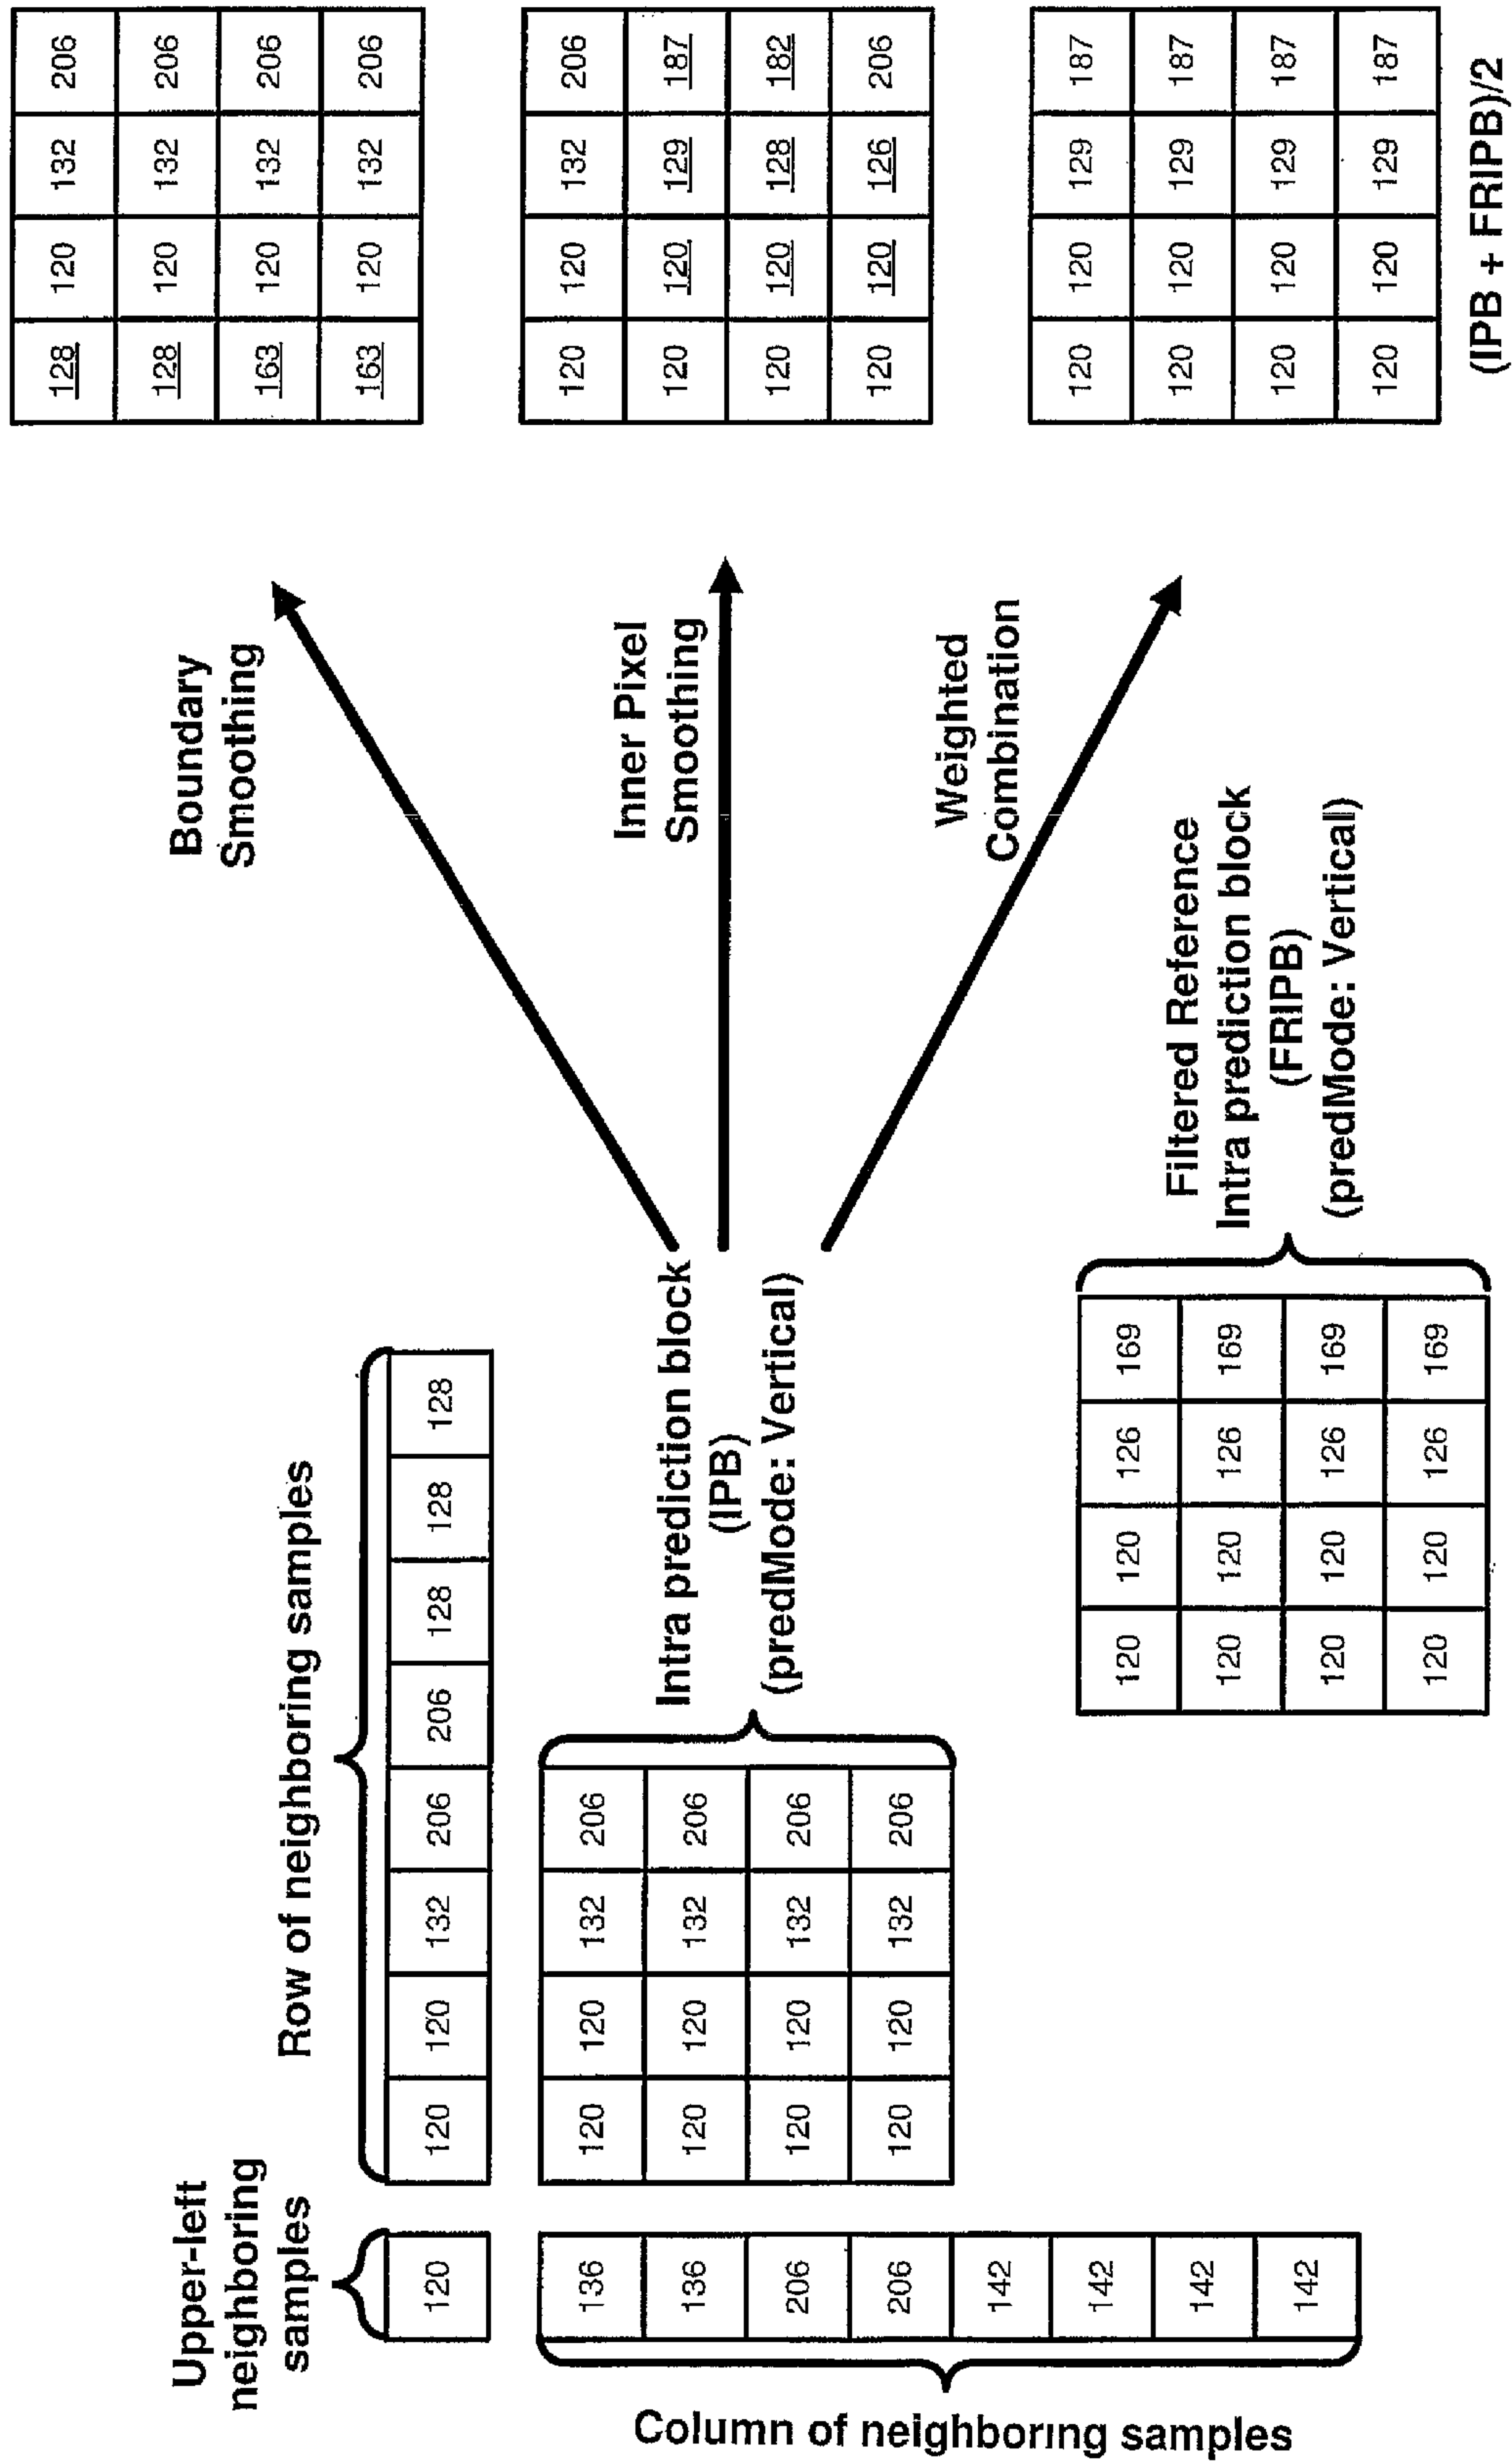 Upper-left
neighboring
samples
120
Row of neighboring samples
120 120 132 206 206 128 128 128
Column of neighboring samples
136
136
206
206
142
142
142
142
120 120 132 206
120 120 132 206
120 120 132 206
120 120 132 206
Intra prediction block
(IPB)
(predMode: Vertical)
120 120 126 169
120 120 126 169
120 120 126 169
120 120 126 169
Filtered Reference
Intra prediction block
(FRIPB)
(predMode: Vertical)
Boundary
Smoothing
Inner Pixel
Smoothing
Weighted
Combination
128 120 132 206
128 120 132 206
163 120 132 206
163 120 132 206
120 120 132 206
120 120 129 187
120 120 128 182
120 120 126 206
120 120 129 187
120 120 129 187
120 120 129 187
120 120 129 187
(IPB + FRIPB)/2